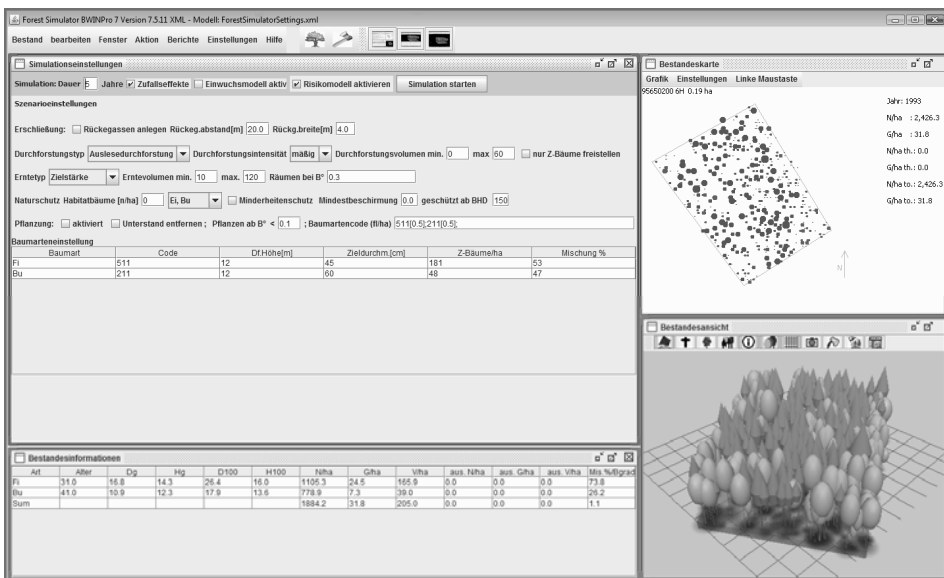 Forest Simulator BWINPro 7 Version 7.5.11 XML - Modell: ForestSimulatorSettings.xml
Bestand bearbeiten Fenster Aktion Berichte Einstellungen Hilfe
Simulationseinstellungen
Simulation: Dauer 5 Jahre Zufallseffekte Einwuchsmodell aktiv Risikomodell aktivieren Simulation starten
Szenarioeinstellungen
Erschließung: Rückegassen anlegen Rückeg.abstand[m] 20.0 Rückg.breite[m] 4.0
Durchforstungstyp Auslesedurchforstung Durchforstungsintensität mäßig Durchforstungsvolumen min. 0 max 60 nur Z-Bäume freistellen
Erntetyp Zielstärke Erntevolumen min. 10 max. 120 Räumen bei B° 0.3
Naturschutz Habitatbäume [n/ha] 0 Ei, Bu Minderheitenschutz Mindestbeschirmung 0.0 geschützt ab BHD 150
Pflanzung: aktiviert Unterstand entfernen ; Pflanzen ab B° < 0.1 ; Baumartencode (fl/ha) 511[0.5];211[0.5];
Baumarteneinstellung
Baumart Code Df.Höhe[m] Zieldurchm.[cm] Z-Bäume/ha Mischung %
Fi 511 12 45 181 53
Bu 211 12 60 48 47
Bestandesinformationen
Art Alter Dg Hg D100 H100 N/ha G/ha V/ha aus. N/ha aus. G/ha aus. V/ha Mis.%/Bgrad
Fi 31.0 16.8 14.3 26.4 16.0 1105.3 24.5 165.9 0.0 0.0 0.0 73.8
Bu 41.0 10.9 12.3 17.9 13.6 778.9 7.3 39.0 0.0 0.0 0.0 26.2
Sum 1884.2 31.8 205.0 0.0 0.0 0.0 1.1
Bestandeskarte
Grafik Einstellungen Linke Maustaste
95650200 6H 0.19 ha
Jahr: 1993
N/ha : 2,426.3
G/ha : 31.8
N/ha th.: 0.0
G/ha th.: 0.0
N/ha to.: 2,426.3
G/ha to.: 31.8
N
Bestandesansicht